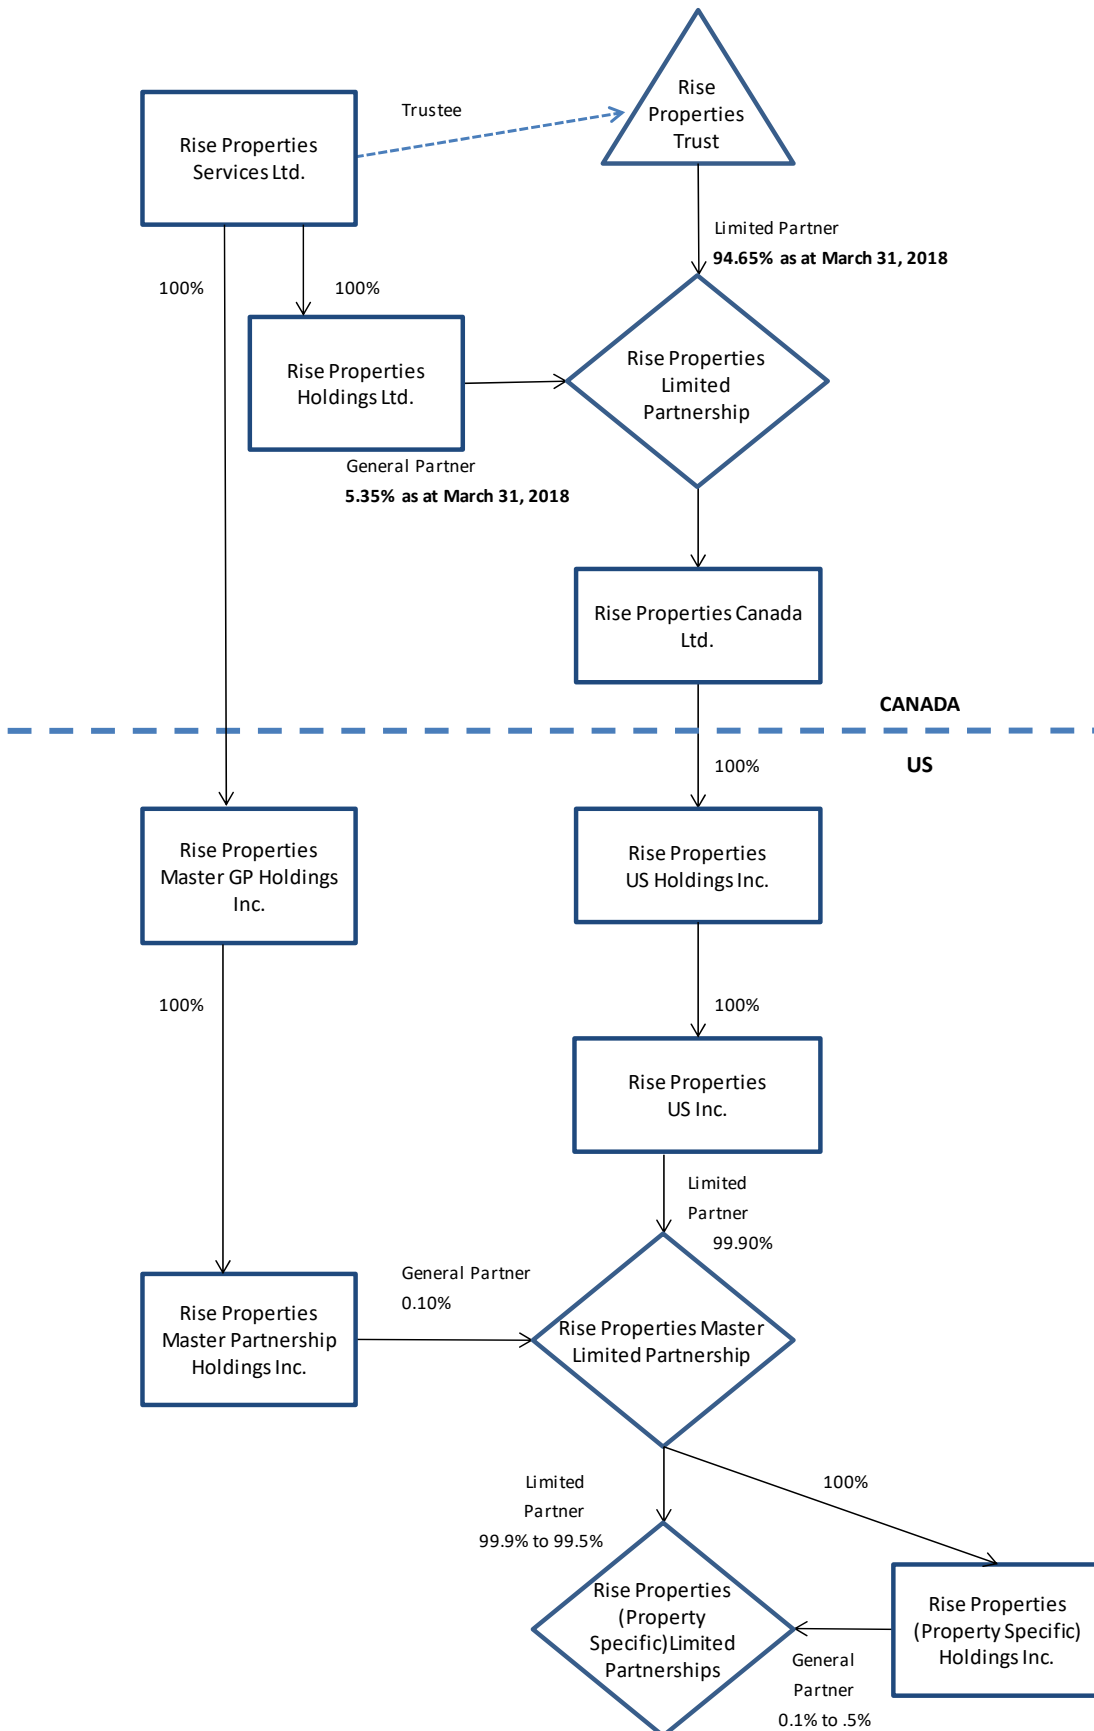 Rise
Properties
Trust
Trustee
Rise Properties
Services Ltd.
Limited Partner
94.65% as at March 31, 2018
100%
100%
Rise Properties
Holdings Ltd.
Rise Properties
Limited
Partnership
General Partner
5.35% as at March 31, 2018
Rise Properties Canada
Ltd.
CANADA
US
100%
Rise Properties
Master GP Holdings
Inc.
Rise Properties
US Holdings Inc.
100%
100%
Rise Properties
US Inc.
Limited
Partner
99.90%
General Partner
0.10%
Rise Properties
Master Partnership
Holdings Inc.
Rise Properties Master
Limited Partnership
Limited
Partner
99.9% to 99.5%
100%
Rise Properties
(Property
Specific)Limited
Partnerships
Rise Properties
(Property Specific)
Holdings Inc.
General
Partner
0.1% to .5%